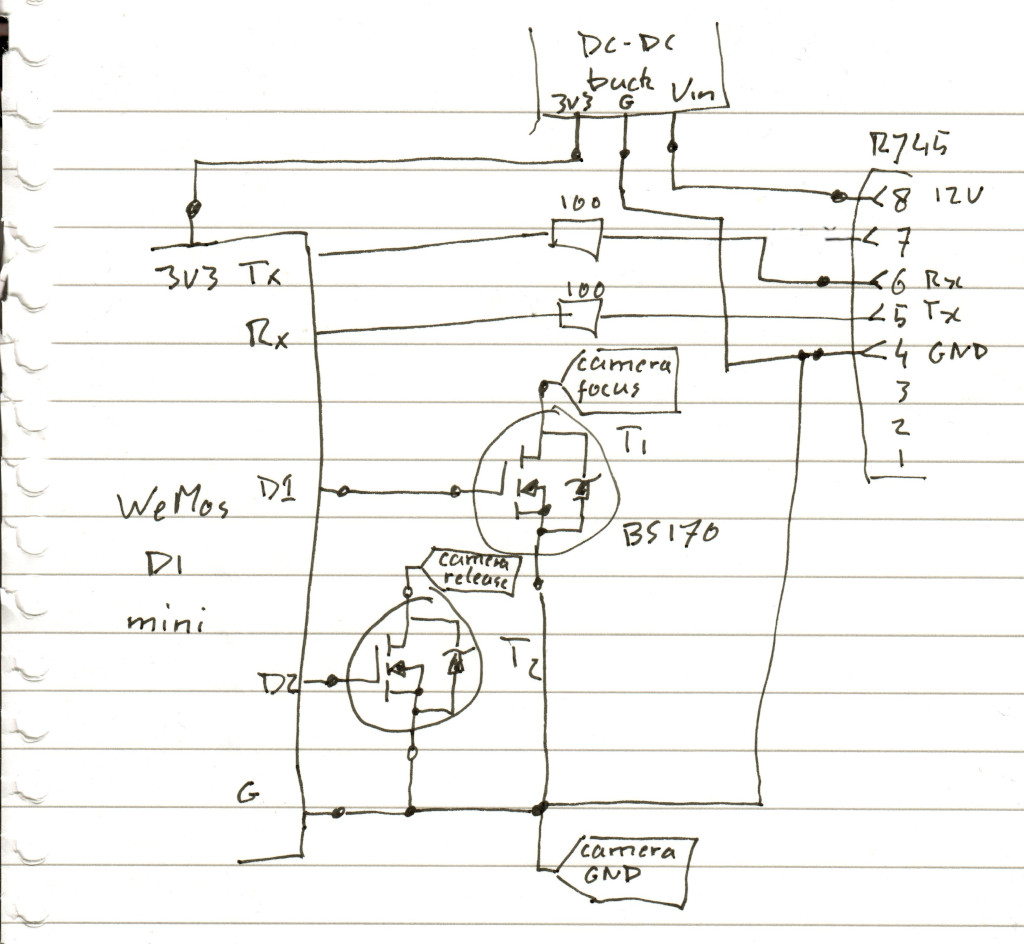 DC-DC
buck
3V3 G Vin
RJ45
8 12V
7
6 Rx
5 Tx
4 GND
3
2
1
100
100
3V3 Tx
Rx
camera
focus
T1
D1
BS170
WeMos
D1
mini
camera
release
T2
D2
G
camera
GND